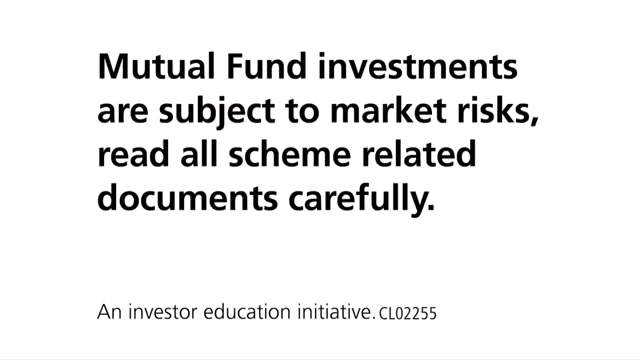 Mutual Fund investments
are subject to market risks,
read all scheme related
documents carefully.
An investor education initiative. CL02255